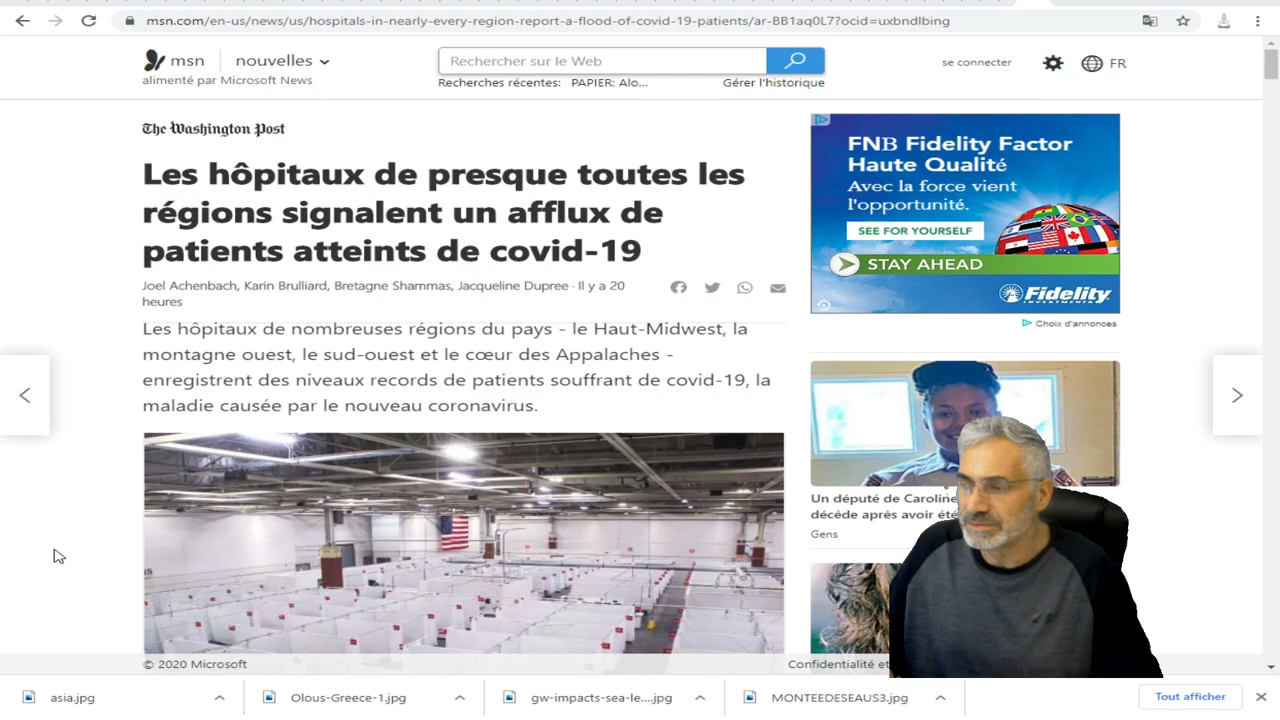 msn.com/en-us/news/us/hospitals-in-nearly-every-region-report-a-flood-of-covid-19-patients/ar-BB1aq0L7?ocid=uxbndlbing
msn
nouvelles
alimenté par Microsoft News
Rechercher sur le Web
Recherches récentes: PAPIER: Alo...
Gérer l'historique
se connecter
FR
The Washington Post
Les hôpitaux de presque toutes les
régions signalent un afflux de
patients atteints de covid-19
Joel Achenbach, Karin Brulliard, Bretagne Shammas, Jacqueline Dupree · Il y a 20
heures
Les hôpitaux de nombreuses régions du pays - le Haut-Midwest, la
montagne ouest, le sud-ouest et le cœur des Appalaches -
enregistrent des niveaux records de patients souffrant de covid-19, la
maladie causée par le nouveau coronavirus.
FNB Fidelity Factor
Haute Qualité
Avec la force vient
l'opportunité.
SEE FOR YOURSELF
STAY AHEAD
Fidelity
INVESTMENTS
Choix d'annonces
Un député de Caroline
décède après avoir été
Gens
© 2020 Microsoft
Confidentialité et
asia.jpg
Olous-Greece-1.jpg
gw-impacts-sea-le....jpg
MONTEEDESEAUS3.jpg
Tout afficher